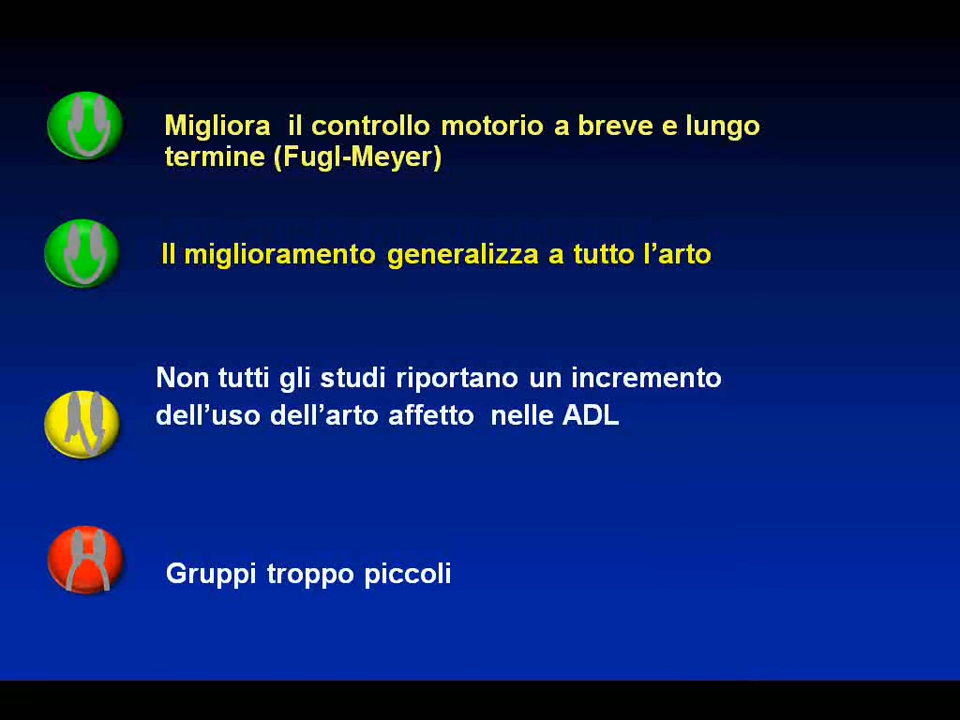 Migliora il controllo motorio a breve e lungo
termine (Fugl-Meyer)
Il miglioramento generalizza a tutto l’arto
Non tutti gli studi riportano un incremento
dell’uso dell’arto affetto nelle ADL
Gruppi troppo piccoli